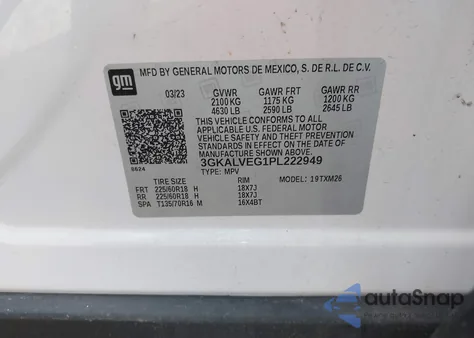 gm
MFD BY GENERAL MOTORS DE MEXICO, S. DE R.L. DE C.V.
03/23 GVWR GAWR FRT GAWR RR
2100 KG 1175 KG 1200 KG
4630 LB 2590 LB 2645 LB
THIS VEHICLE CONFORMS TO ALL APPLICABLE
U.S. FEDERAL MOTOR VEHICLE SAFETY, BUMPER, AND
THEFT PREVENTION STANDARDS IN EFFECT ON THE DATE
OF MANUFACTURE SHOWN ABOVE.
3GKALVEG1PL222949
8624 TYPE: MPV
TIRE SIZE RIM MODEL: 19TXM26
FRT 225/60R18 H 18X7J
RR 225/60R18 H 18X7J
SPA T135/70R16 M 16X4BT
autoSnap